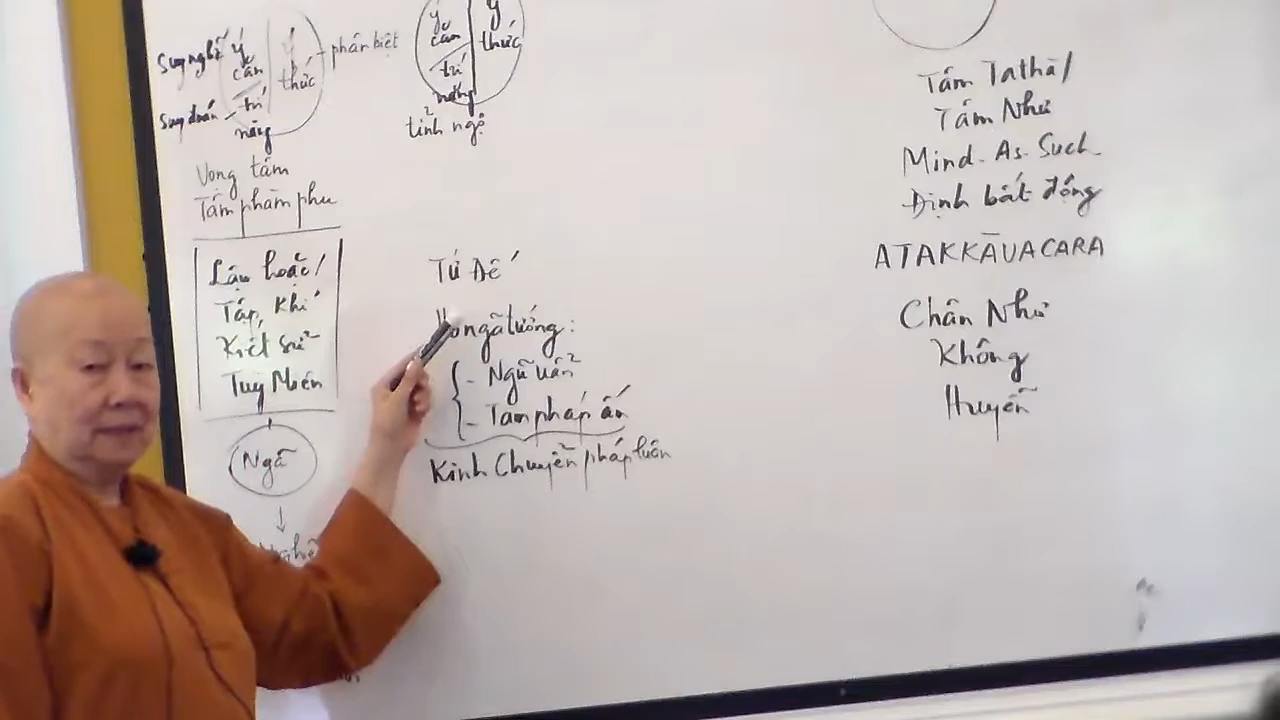 Suy nghĩ
ý
căn
ý
thức
phân biệt
Suy đoán
trí
năng
Vọng tâm
Tâm phàm phu
Lậu hoặc/
Tập, Khí
Kiết sử
Tùy Miên
Ngã
ý
căn
ý
thức
trí
năng
tỉnh ngộ
Tứ Đế
ngã tướng:
- Ngũ uẩn
- Tam pháp ấn
Kinh Chuyển pháp luân
Tâm Tathā/
Tâm Như
Mind-As-Such
Định bất động
ATAKKĀVACARA
Chân Như
Không
Huyễn